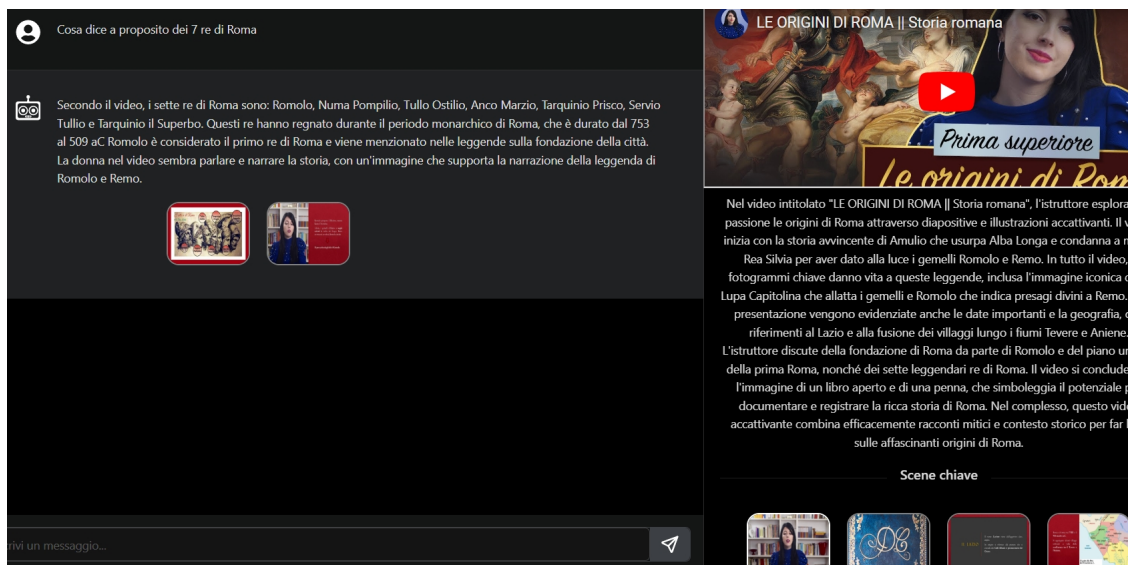 Cosa dice a proposito dei 7 re di Roma
Secondo il video, i sette re di Roma sono: Romolo, Numa Pompilio, Tullo Ostilio, Anco Marzio, Tarquinio Prisco, Servio
Tullio e Tarquinio il Superbo. Questi re hanno regnato durante il periodo monarchico di Roma, che è durato dal 753
al 509 aC Romolo è considerato il primo re di Roma e viene menzionato nelle leggende sulla fondazione della città.
La donna nel video sembra parlare e narrare la storia, con un'immagine che supporta la narrazione della leggenda di
Romolo e Remo.
rivi un messaggio...
LE ORIGINI DI ROMA || Storia romana
Prima superiore
Le origini di Rom
Nel video intitolato "LE ORIGINI DI ROMA || Storia romana", l'istruttore esplora
passione le origini di Roma attraverso diapositive e illustrazioni accattivanti. Il v
inizia con la storia avvincente di Amulio che usurpa Alba Longa e condanna a m
Rea Silvia per aver dato alla luce i gemelli Romolo e Remo. In tutto il video,
fotogrammi chiave danno vita a queste leggende, inclusa l'immagine iconica d
Lupa Capitolina che allatta i gemelli e Romolo che indica presagi divini a Remo.
presentazione vengono evidenziate anche le date importanti e la geografia, c
riferimenti al Lazio e alla fusione dei villaggi lungo i fiumi Tevere e Aniene.
L'istruttore discute della fondazione di Roma da parte di Romolo e del piano ur
della prima Roma, nonché dei sette leggendari re di Roma. Il video si conclude
l'immagine di un libro aperto e di una penna, che simboleggia il potenziale p
documentare e registrare la ricca storia di Roma. Nel complesso, questo vide
accattivante combina efficacemente racconti mitici e contesto storico per far l
sulle affascinanti origini di Roma.
Scene chiave